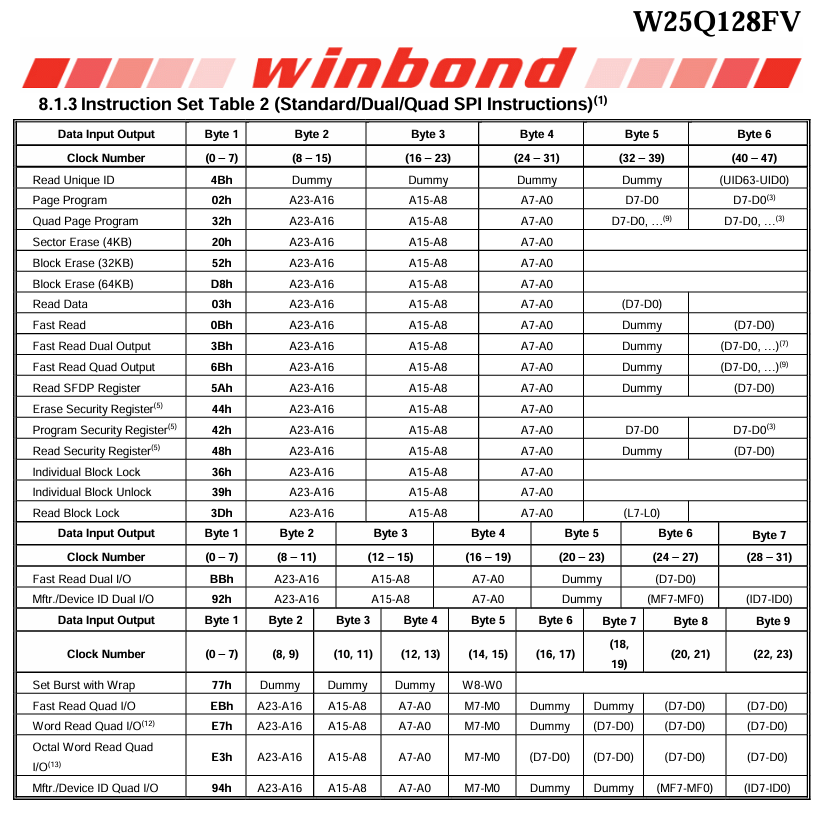 W25Q128FV
winbond
8.1.3 Instruction Set Table 2 (Standard/Dual/Quad SPI Instructions)(1)
Data Input Output Byte 1 Byte 2 Byte 3 Byte 4 Byte 5 Byte 6
Clock Number (0 – 7) (8 – 15) (16 – 23) (24 – 31) (32 – 39) (40 – 47)
Read Unique ID 4Bh Dummy Dummy Dummy Dummy (UID63-UID0)
Page Program 02h A23-A16 A15-A8 A7-A0 D7-D0 D7-D0(3)
Quad Page Program 32h A23-A16 A15-A8 A7-A0 D7-D0, …(9) D7-D0, …(3)
Sector Erase (4KB) 20h A23-A16 A15-A8 A7-A0
Block Erase (32KB) 52h A23-A16 A15-A8 A7-A0
Block Erase (64KB) D8h A23-A16 A15-A8 A7-A0
Read Data 03h A23-A16 A15-A8 A7-A0 (D7-D0)
Fast Read 0Bh A23-A16 A15-A8 A7-A0 Dummy (D7-D0)
Fast Read Dual Output 3Bh A23-A16 A15-A8 A7-A0 Dummy (D7-D0, …)(7)
Fast Read Quad Output 6Bh A23-A16 A15-A8 A7-A0 Dummy (D7-D0, …)(9)
Read SFDP Register 5Ah A23-A16 A15-A8 A7-A0 Dummy (D7-D0)
Erase Security Register(5) 44h A23-A16 A15-A8 A7-A0
Program Security Register(5) 42h A23-A16 A15-A8 A7-A0 D7-D0 D7-D0(3)
Read Security Register(5) 48h A23-A16 A15-A8 A7-A0 Dummy (D7-D0)
Individual Block Lock 36h A23-A16 A15-A8 A7-A0
Individual Block Unlock 39h A23-A16 A15-A8 A7-A0
Read Block Lock 3Dh A23-A16 A15-A8 A7-A0 (L7-L0)
Data Input Output Byte 1 Byte 2 Byte 3 Byte 4 Byte 5 Byte 6 Byte 7
Clock Number (0 – 7) (8 – 11) (12 – 15) (16 – 19) (20 – 23) (24 – 27) (28 – 31)
Fast Read Dual I/O BBh A23-A16 A15-A8 A7-A0 Dummy (D7-D0)
Mftr./Device ID Dual I/O 92h A23-A16 A15-A8 A7-A0 Dummy (MF7-MF0) (ID7-ID0)
Data Input Output Byte 1 Byte 2 Byte 3 Byte 4 Byte 5 Byte 6 Byte 7 Byte 8 Byte 9
Clock Number (0 – 7) (8, 9) (10, 11) (12, 13) (14, 15) (16, 17) (18, 19) (20, 21) (22, 23)
Set Burst with Wrap 77h Dummy Dummy Dummy W8-W0
Fast Read Quad I/O EBh A23-A16 A15-A8 A7-A0 M7-M0 Dummy Dummy (D7-D0) (D7-D0)
Word Read Quad I/O(12) E7h A23-A16 A15-A8 A7-A0 M7-M0 Dummy (D7-D0) (D7-D0) (D7-D0)
Octal Word Read Quad I/O(13) E3h A23-A16 A15-A8 A7-A0 M7-M0 (D7-D0) (D7-D0) (D7-D0) (D7-D0)
Mftr./Device ID Quad I/O 94h A23-A16 A15-A8 A7-A0 M7-M0 Dummy Dummy (MF7-MF0) (ID7-ID0)